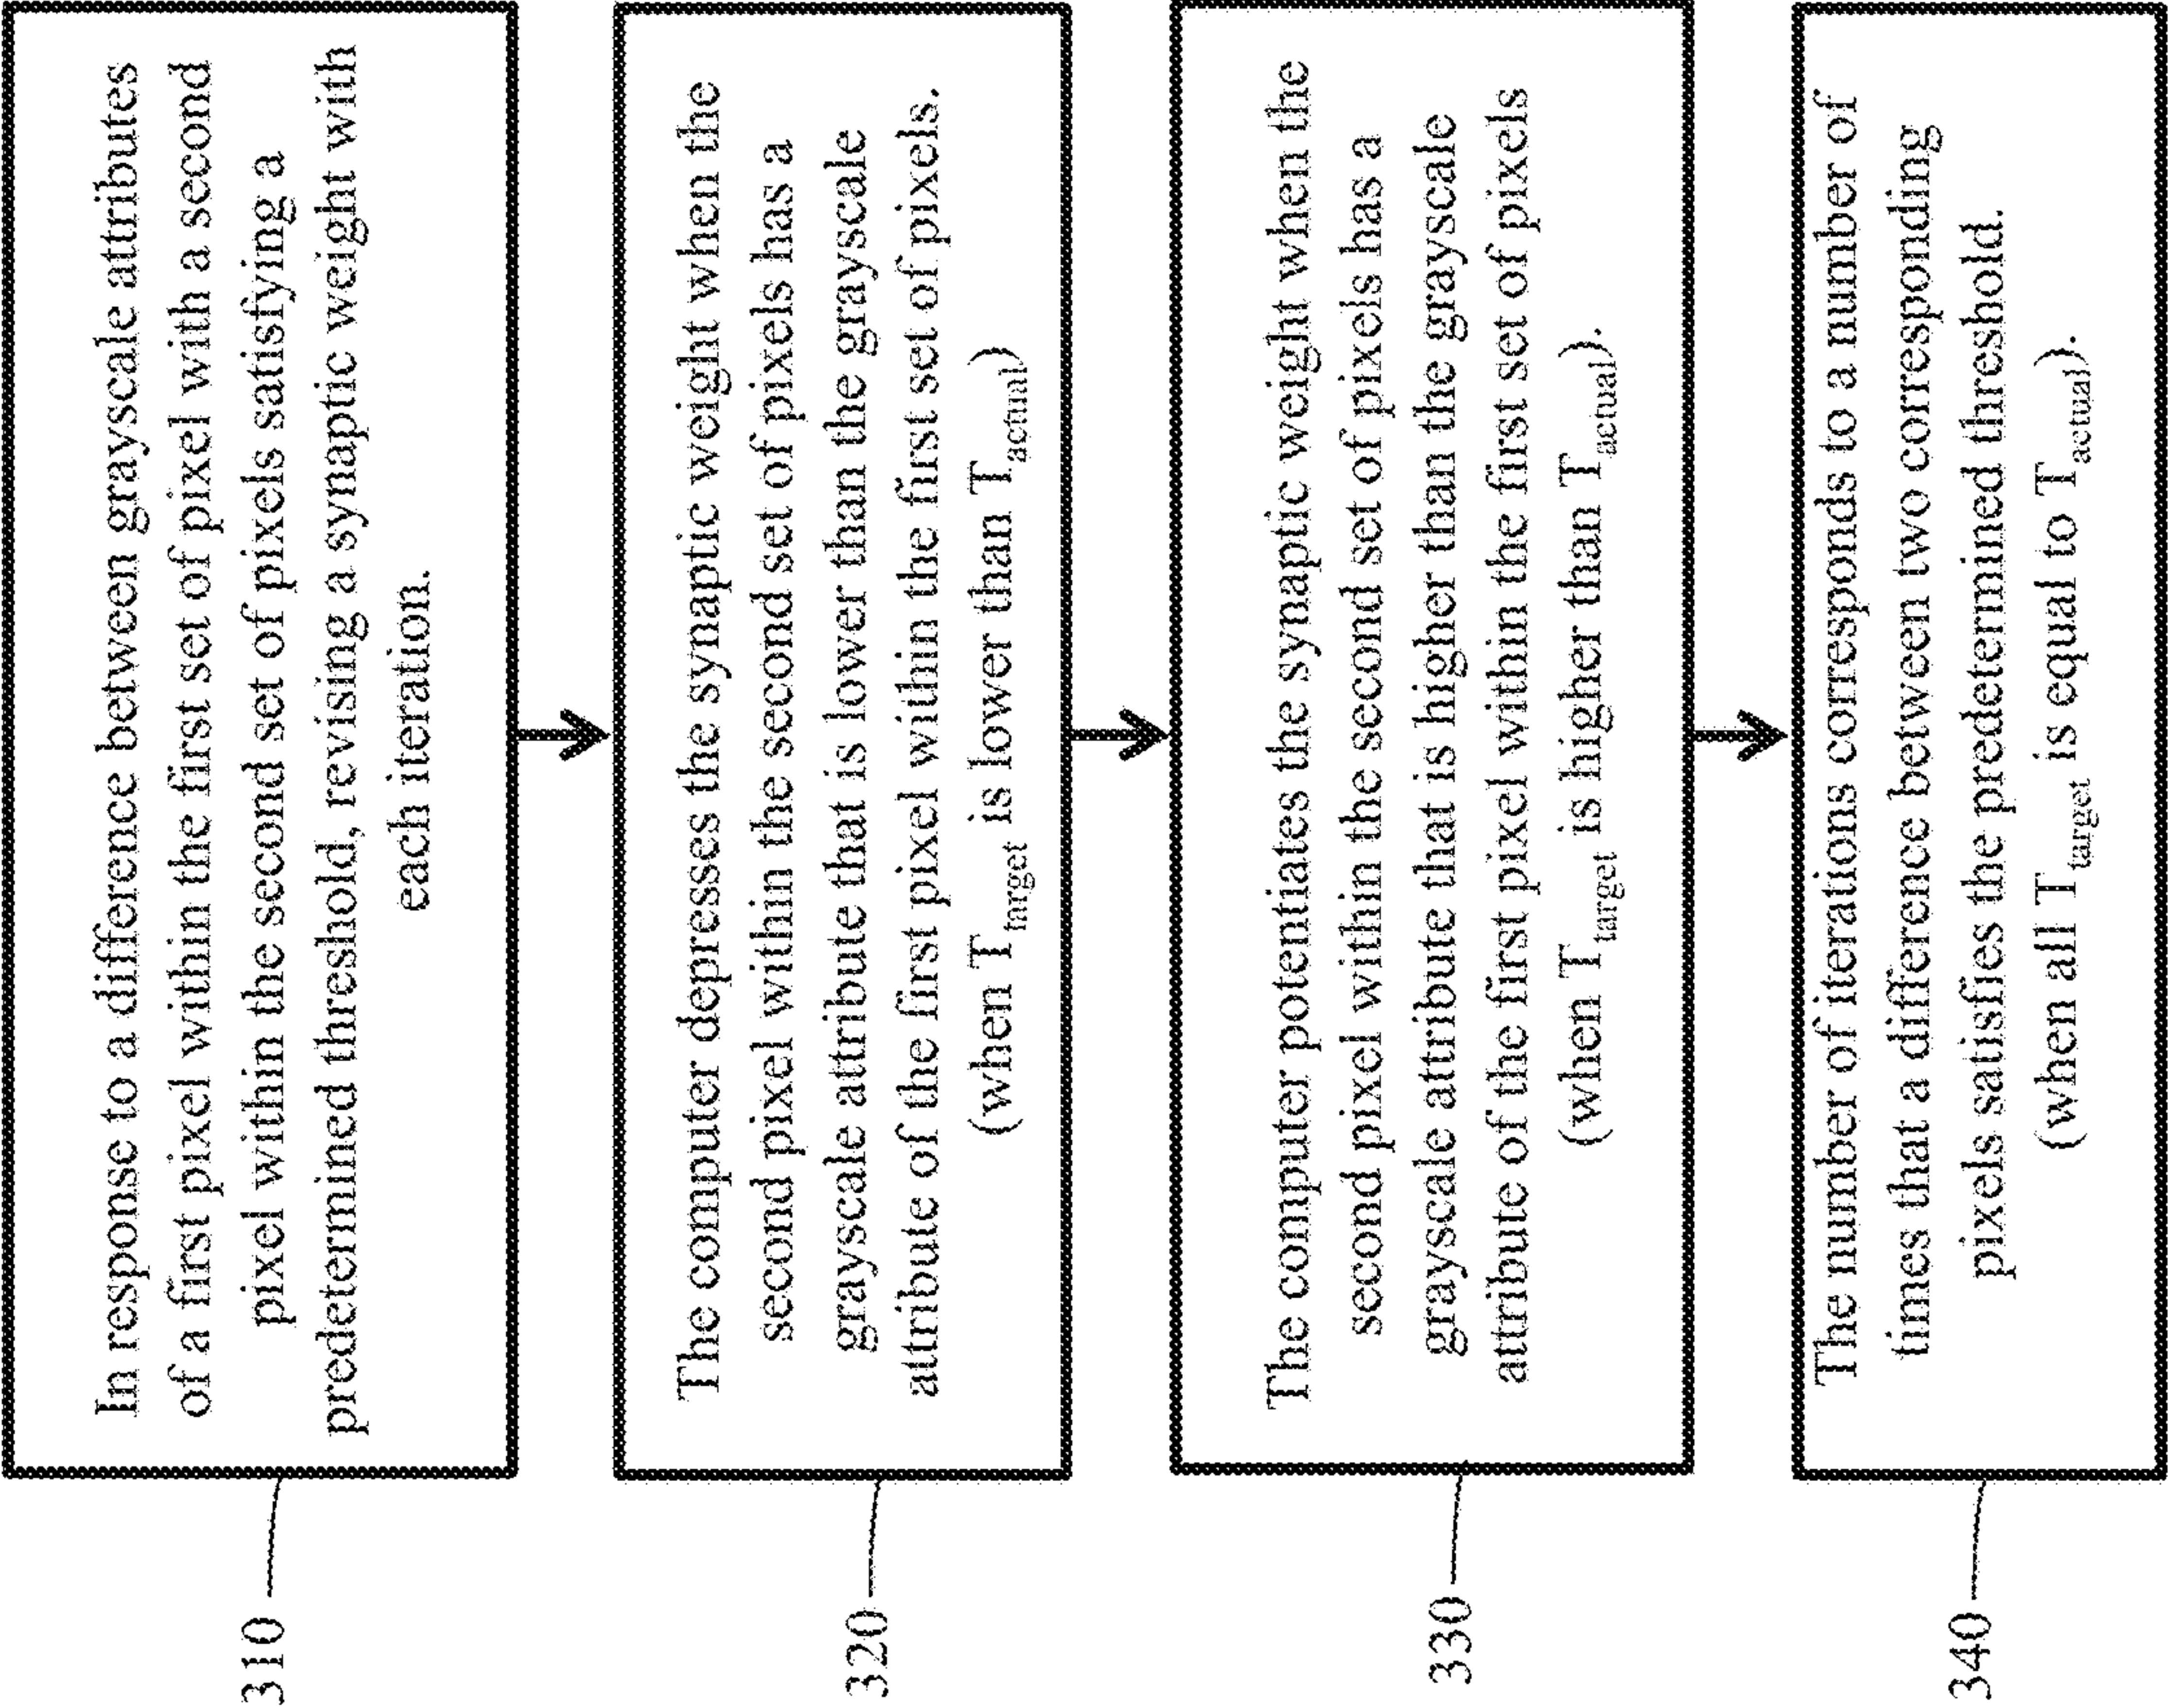 310
In response to a difference between grayscale attributes
of a first pixel within the first set of pixel with a second
pixel within the second set of pixels satisfying a
predetermined threshold, revising a synaptic weight with
each iteration.
320
The computer depresses the synaptic weight when the
second pixel within the second set of pixels has a
grayscale attribute that is lower than the grayscale
attribute of the first pixel within the first set of pixels.
(when T_target is lower than T_actual)
330
The computer potentiates the synaptic weight when the
second pixel within the second set of pixels has a
grayscale attribute that is higher than the grayscale
attribute of the first pixel within the first set of pixels
(when T_target is higher than T_actual).
340
The number of iterations corresponds to a number of
times that a difference between two corresponding
pixels satisfies the predetermined threshold.
(when all T_target is equal to T_actual).